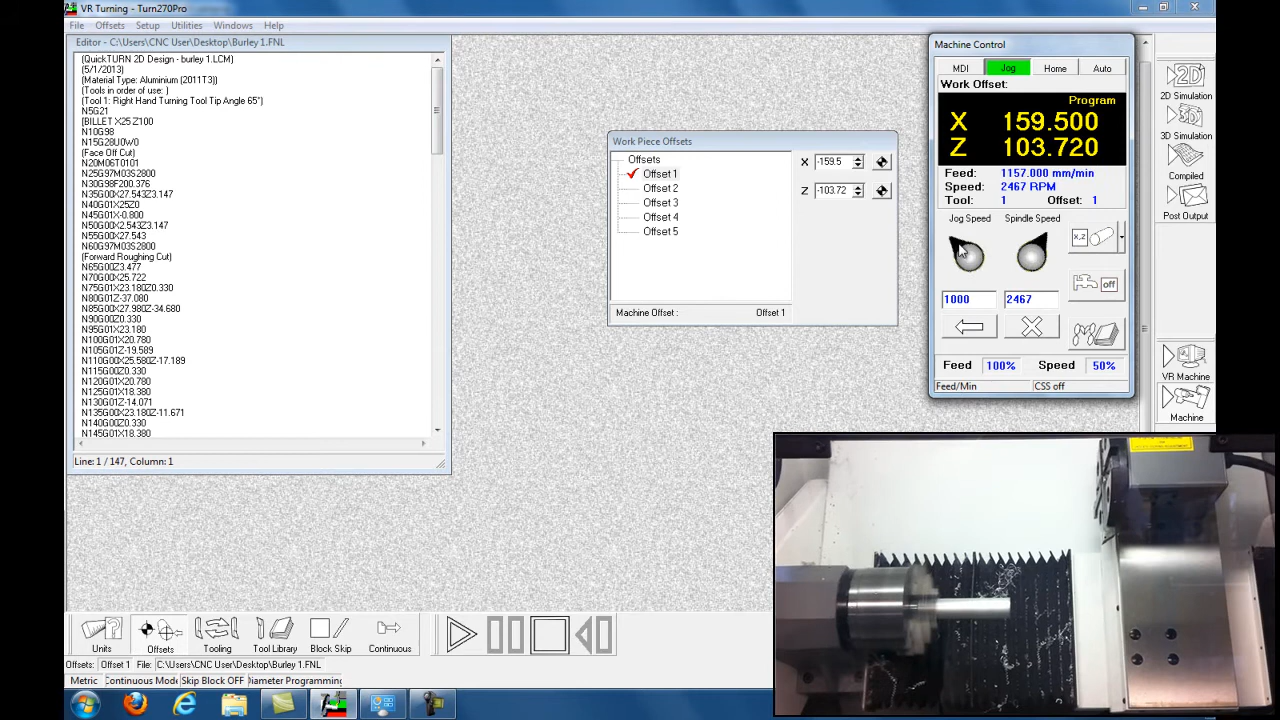 VR Turning - Turn270Pro
File Offsets Setup Utilities Windows Help
Editor - C:\Users\CNC User\Desktop\Burley 1.FNL
(QuickTURN 2D Design - burley 1.LCM)
(5/1/2013)
(Material Type: Aluminium (2011T3))
(Tools in order of use: )
(Tool 1: Right Hand Turning Tool Tip Angle 65°)
N5G21
(BILLET X25 Z100
N10G98
N15G28U0W0
(Face Off Cut)
N20M06T0101
N25G97M03S2800
N30G98F200.376
N35G00X27.543Z3.147
N40G01X25Z0
N45G01X-0.800
N50G00X2.543Z3.147
N55G00X27.543
N60G97M03S2800
(Forward Roughing Cut)
N65G00Z3.477
N70G00X25.722
N75G01X23.180Z0.330
N80G01Z-37.080
N85G00X27.980Z-34.680
N90G00Z0.330
N95G01X23.180
N100G01X20.780
N105G01Z-19.589
N110G00X25.580Z-17.189
N115G00Z0.330
N120G01X20.780
N125G01X18.380
N130G01Z-14.071
N135G00X23.180Z-11.671
N140G00Z0.330
N145G01X18.380
Line:1 / 147, Column:1
Work Piece Offsets
Offsets
Offset 1
Offset 2
Offset 3
Offset 4
Offset 5
X -159.5
Z -103.72
Machine Offset : Offset 1
Machine Control
MDI Jog Home Auto
Work Offset:
Program
X 159.500
Z 103.720
Feed: 1157.000 mm/min
Speed: 2467 RPM
Tool: 1 Offset: 1
Jog Speed Spindle Speed
X,Z
off
1000 2467
Feed 100% Speed 50%
Feed/Min CSS off
2D Simulation
3D Simulation
Compiled
Post Output
VR Machine
Machine
Units Offsets Tooling Tool Library Block Skip Continuous
Offsets: Offset 1 File: C:\Users\CNC User\Desktop\Burley 1.FNL
Metric Continuous Mode Skip Block OFF Diameter Programming